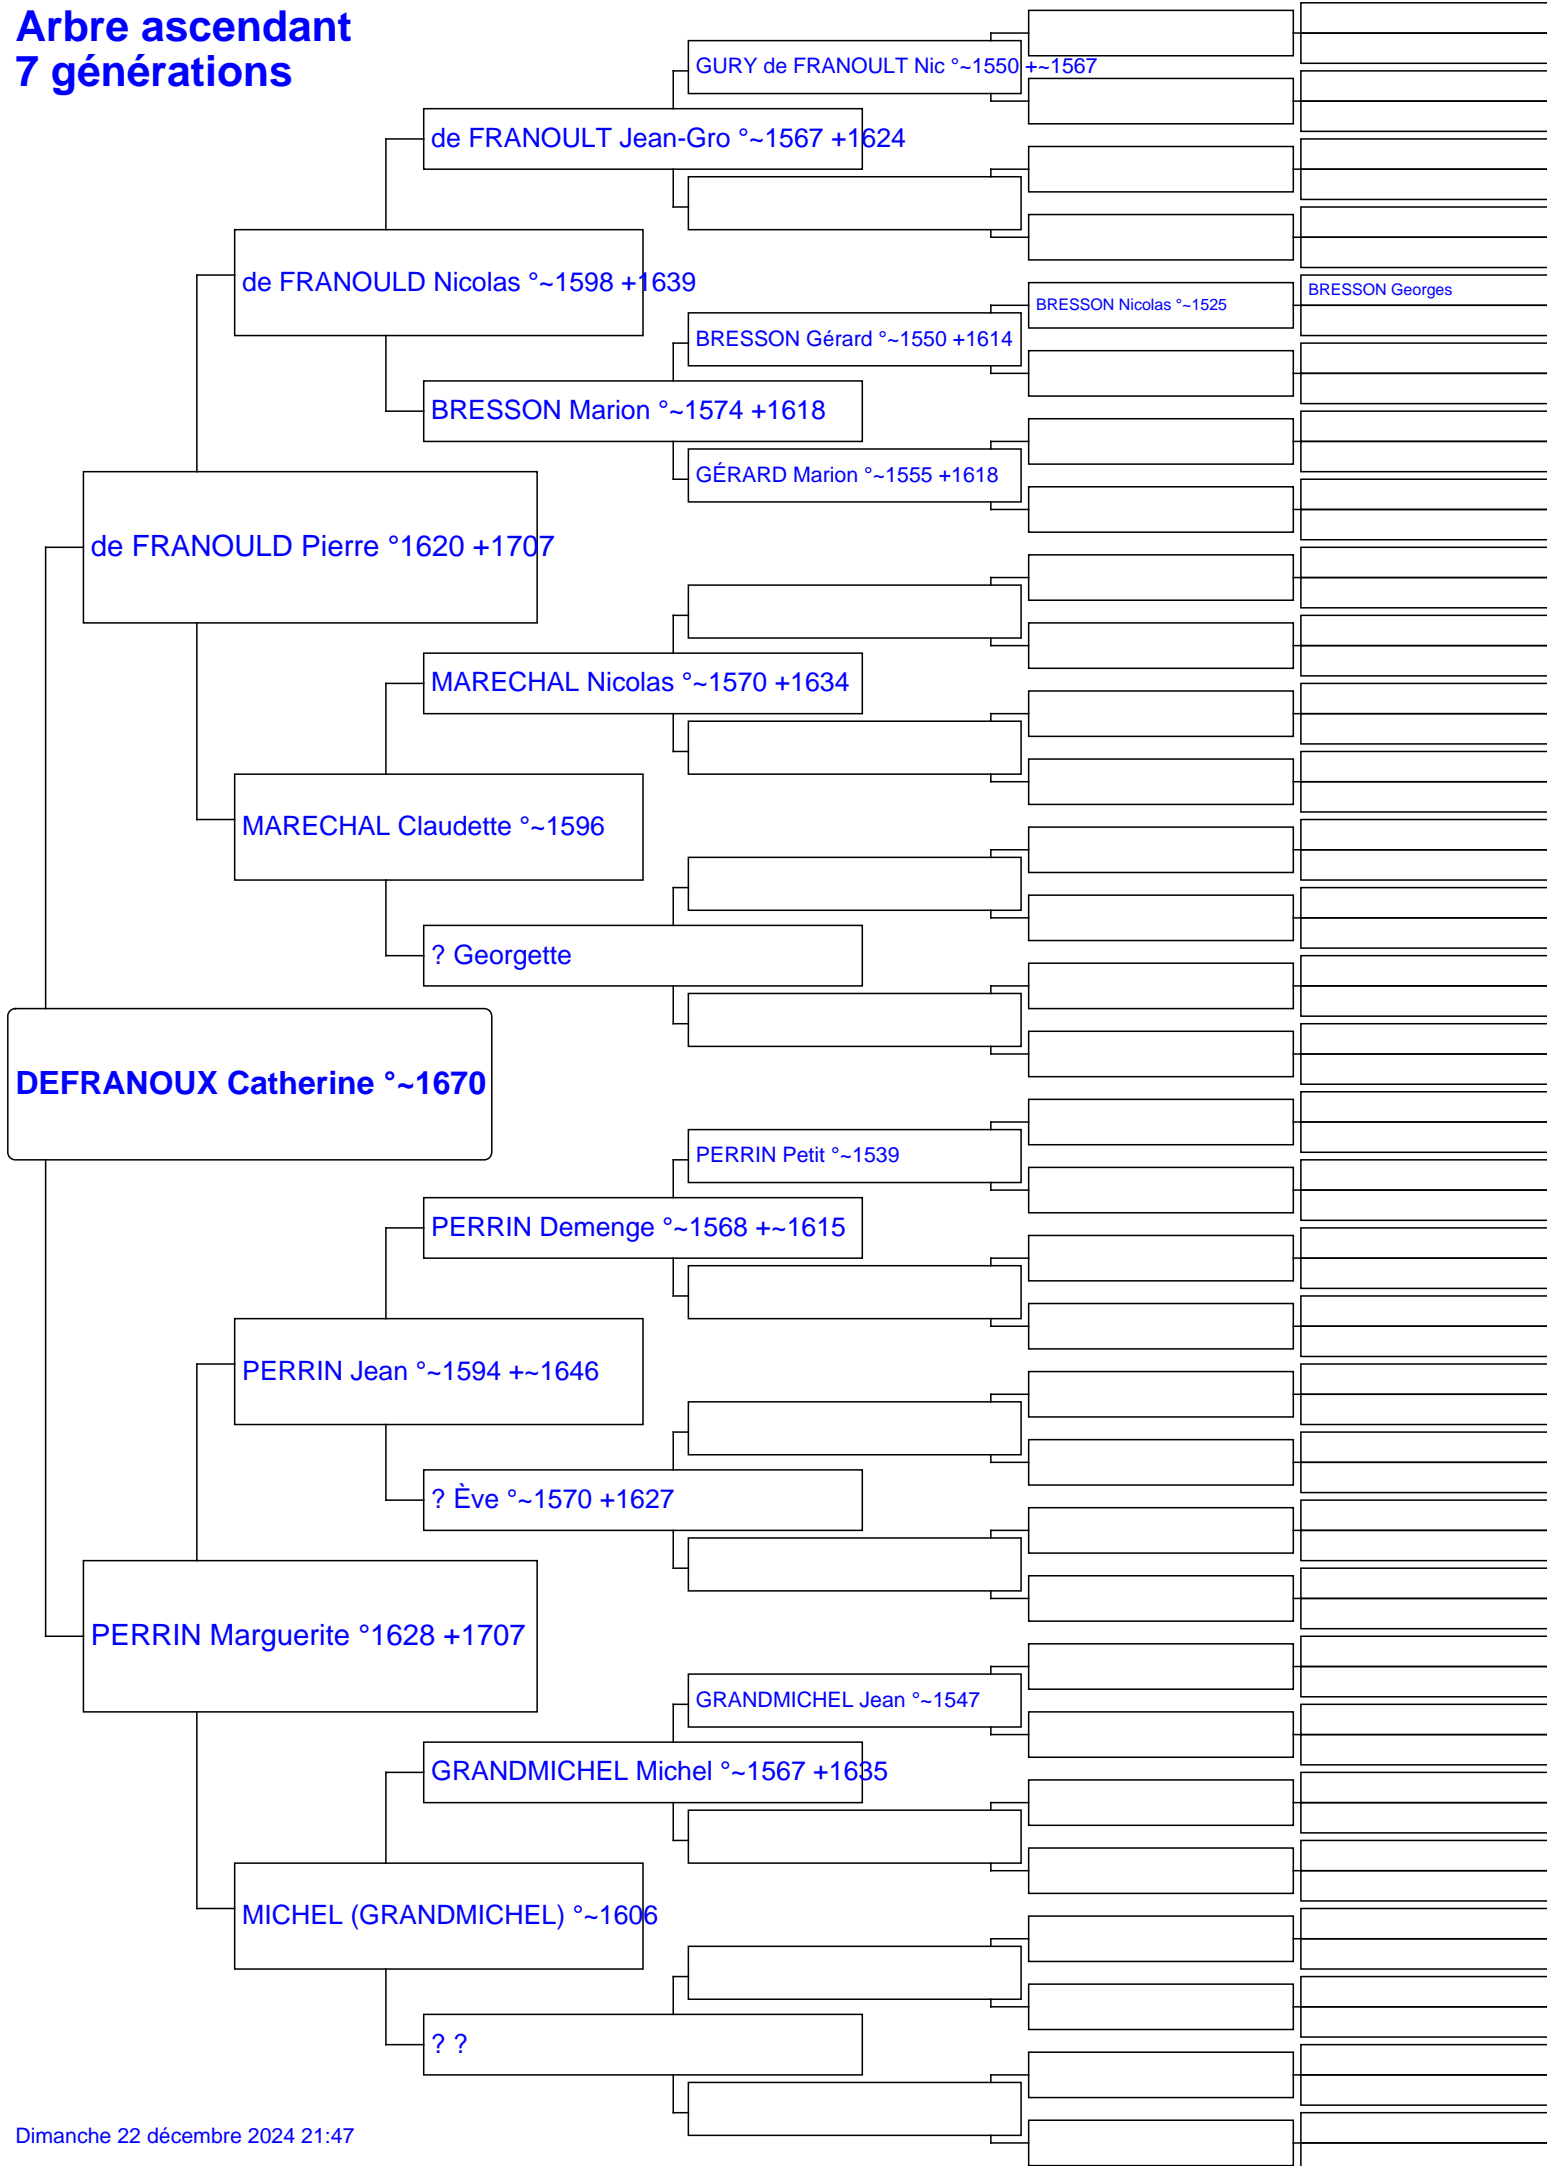 Arbre ascendant
7 générations
GURY de FRANOULT Nic °~1550 +~1567
de FRANOULT Jean-Gro °~1567 +1624
de FRANOULD Nicolas °~1598 +1639
BRESSON Georges
BRESSON Nicolas °~1525
BRESSON Gérard °~1550 +1614
BRESSON Marion °~1574 +1618
GÉRARD Marion °~1555 +1618
de FRANOULD Pierre °1620 +1707
MARECHAL Nicolas °~1570 +1634
MARECHAL Claudette °~1596
? Georgette
DEFRANOUX Catherine °~1670
PERRIN Petit °~1539
PERRIN Demenge °~1568 +~1615
PERRIN Jean °~1594 +~1646
? Ève °~1570 +1627
PERRIN Marguerite °1628 +1707
GRANDMICHEL Jean °~1547
GRANDMICHEL Michel °~1567 +1635
MICHEL (GRANDMICHEL) °~1606
? ?
Dimanche 22 décembre 2024 21:47